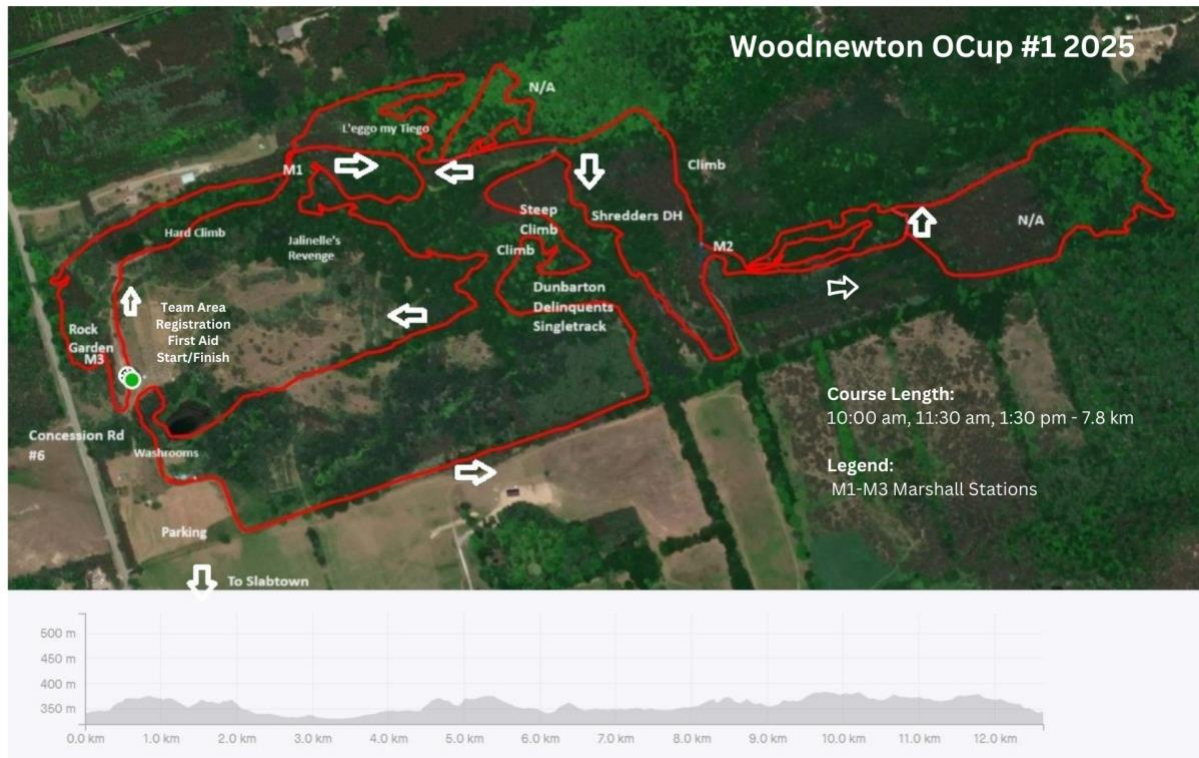 Woodnewton OCup #1 2025
N/A
L'eggo my Tiego
M1
Climb
Steep
Climb
Shredders DH
N/A
Hard Climb
Jalinelle's
Revenge
Climb
M2
Dunbarton
Delinquents
Singletrack
Team Area
Registration
First Aid
Start/Finish
Rock
Garden
M3
Course Length:
10:00 am, 11:30 am, 1:30 pm - 7.8 km
Concession Rd
#6
Washrooms
Legend:
M1-M3 Marshall Stations
Parking
To Slabtown
500 m
450 m
400 m
350 m
0.0 km 1.0 km 2.0 km 3.0 km 4.0 km 5.0 km 6.0 km 7.0 km 8.0 km 9.0 km 10.0 km 11.0 km 12.0 km